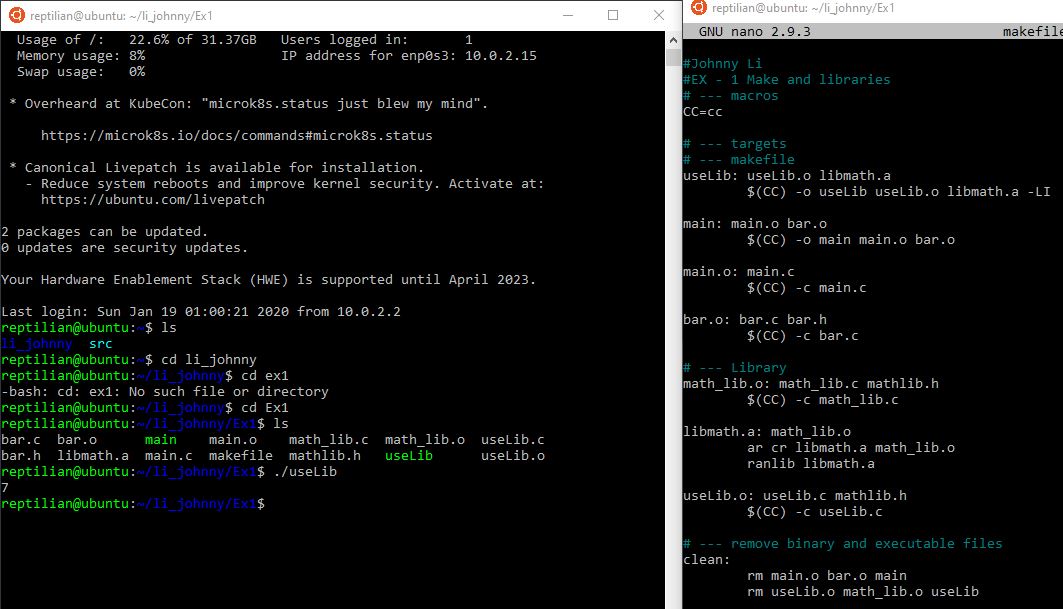 reptilian@ubuntu: ~/li_johnny/Ex1
Usage of /:   22.6% of 31.37GB   Users logged in:       1
Memory usage: 8%                 IP address for enp0s3: 10.0.2.15
Swap usage:   0%
* Overheard at KubeCon: "microk8s.status just blew my mind".
https://microk8s.io/docs/commands#microk8s.status
* Canonical Livepatch is available for installation.
- Reduce system reboots and improve kernel security. Activate at:
https://ubuntu.com/livepatch
2 packages can be updated.
0 updates are security updates.
Your Hardware Enablement Stack (HWE) is supported until April 2023.
Last login: Sun Jan 19 01:00:21 2020 from 10.0.2.2
reptilian@ubuntu:~$ ls
li_johnny  src
reptilian@ubuntu:~$ cd li_johnny
reptilian@ubuntu:~/li_johnny$ cd ex1
-bash: cd: ex1: No such file or directory
reptilian@ubuntu:~/li_johnny$ cd Ex1
reptilian@ubuntu:~/li_johnny/Ex1$ ls
bar.c  bar.o      main    main.o    math_lib.c  math_lib.o  useLib.c
bar.h  libmath.a  main.c  makefile  mathlib.h   useLib      useLib.o
reptilian@ubuntu:~/li_johnny/Ex1$ ./useLib
7
reptilian@ubuntu:~/li_johnny/Ex1$
reptilian@ubuntu: ~/li_johnny/Ex1
GNU nano 2.9.3                        makefile
#Johnny Li
#EX - 1 Make and libraries
# --- macros
CC=cc
# --- targets
# --- makefile
useLib: useLib.o libmath.a
$(CC) -o useLib useLib.o libmath.a -LI
main: main.o bar.o
$(CC) -o main main.o bar.o
main.o: main.c
$(CC) -c main.c
bar.o: bar.c bar.h
$(CC) -c bar.c
# --- Library
math_lib.o: math_lib.c mathlib.h
$(CC) -c math_lib.c
libmath.a: math_lib.o
ar cr libmath.a math_lib.o
ranlib libmath.a
useLib.o: useLib.c mathlib.h
$(CC) -c useLib.c
# --- remove binary and executable files
clean:
rm main.o bar.o main
rm useLib.o math_lib.o useLib